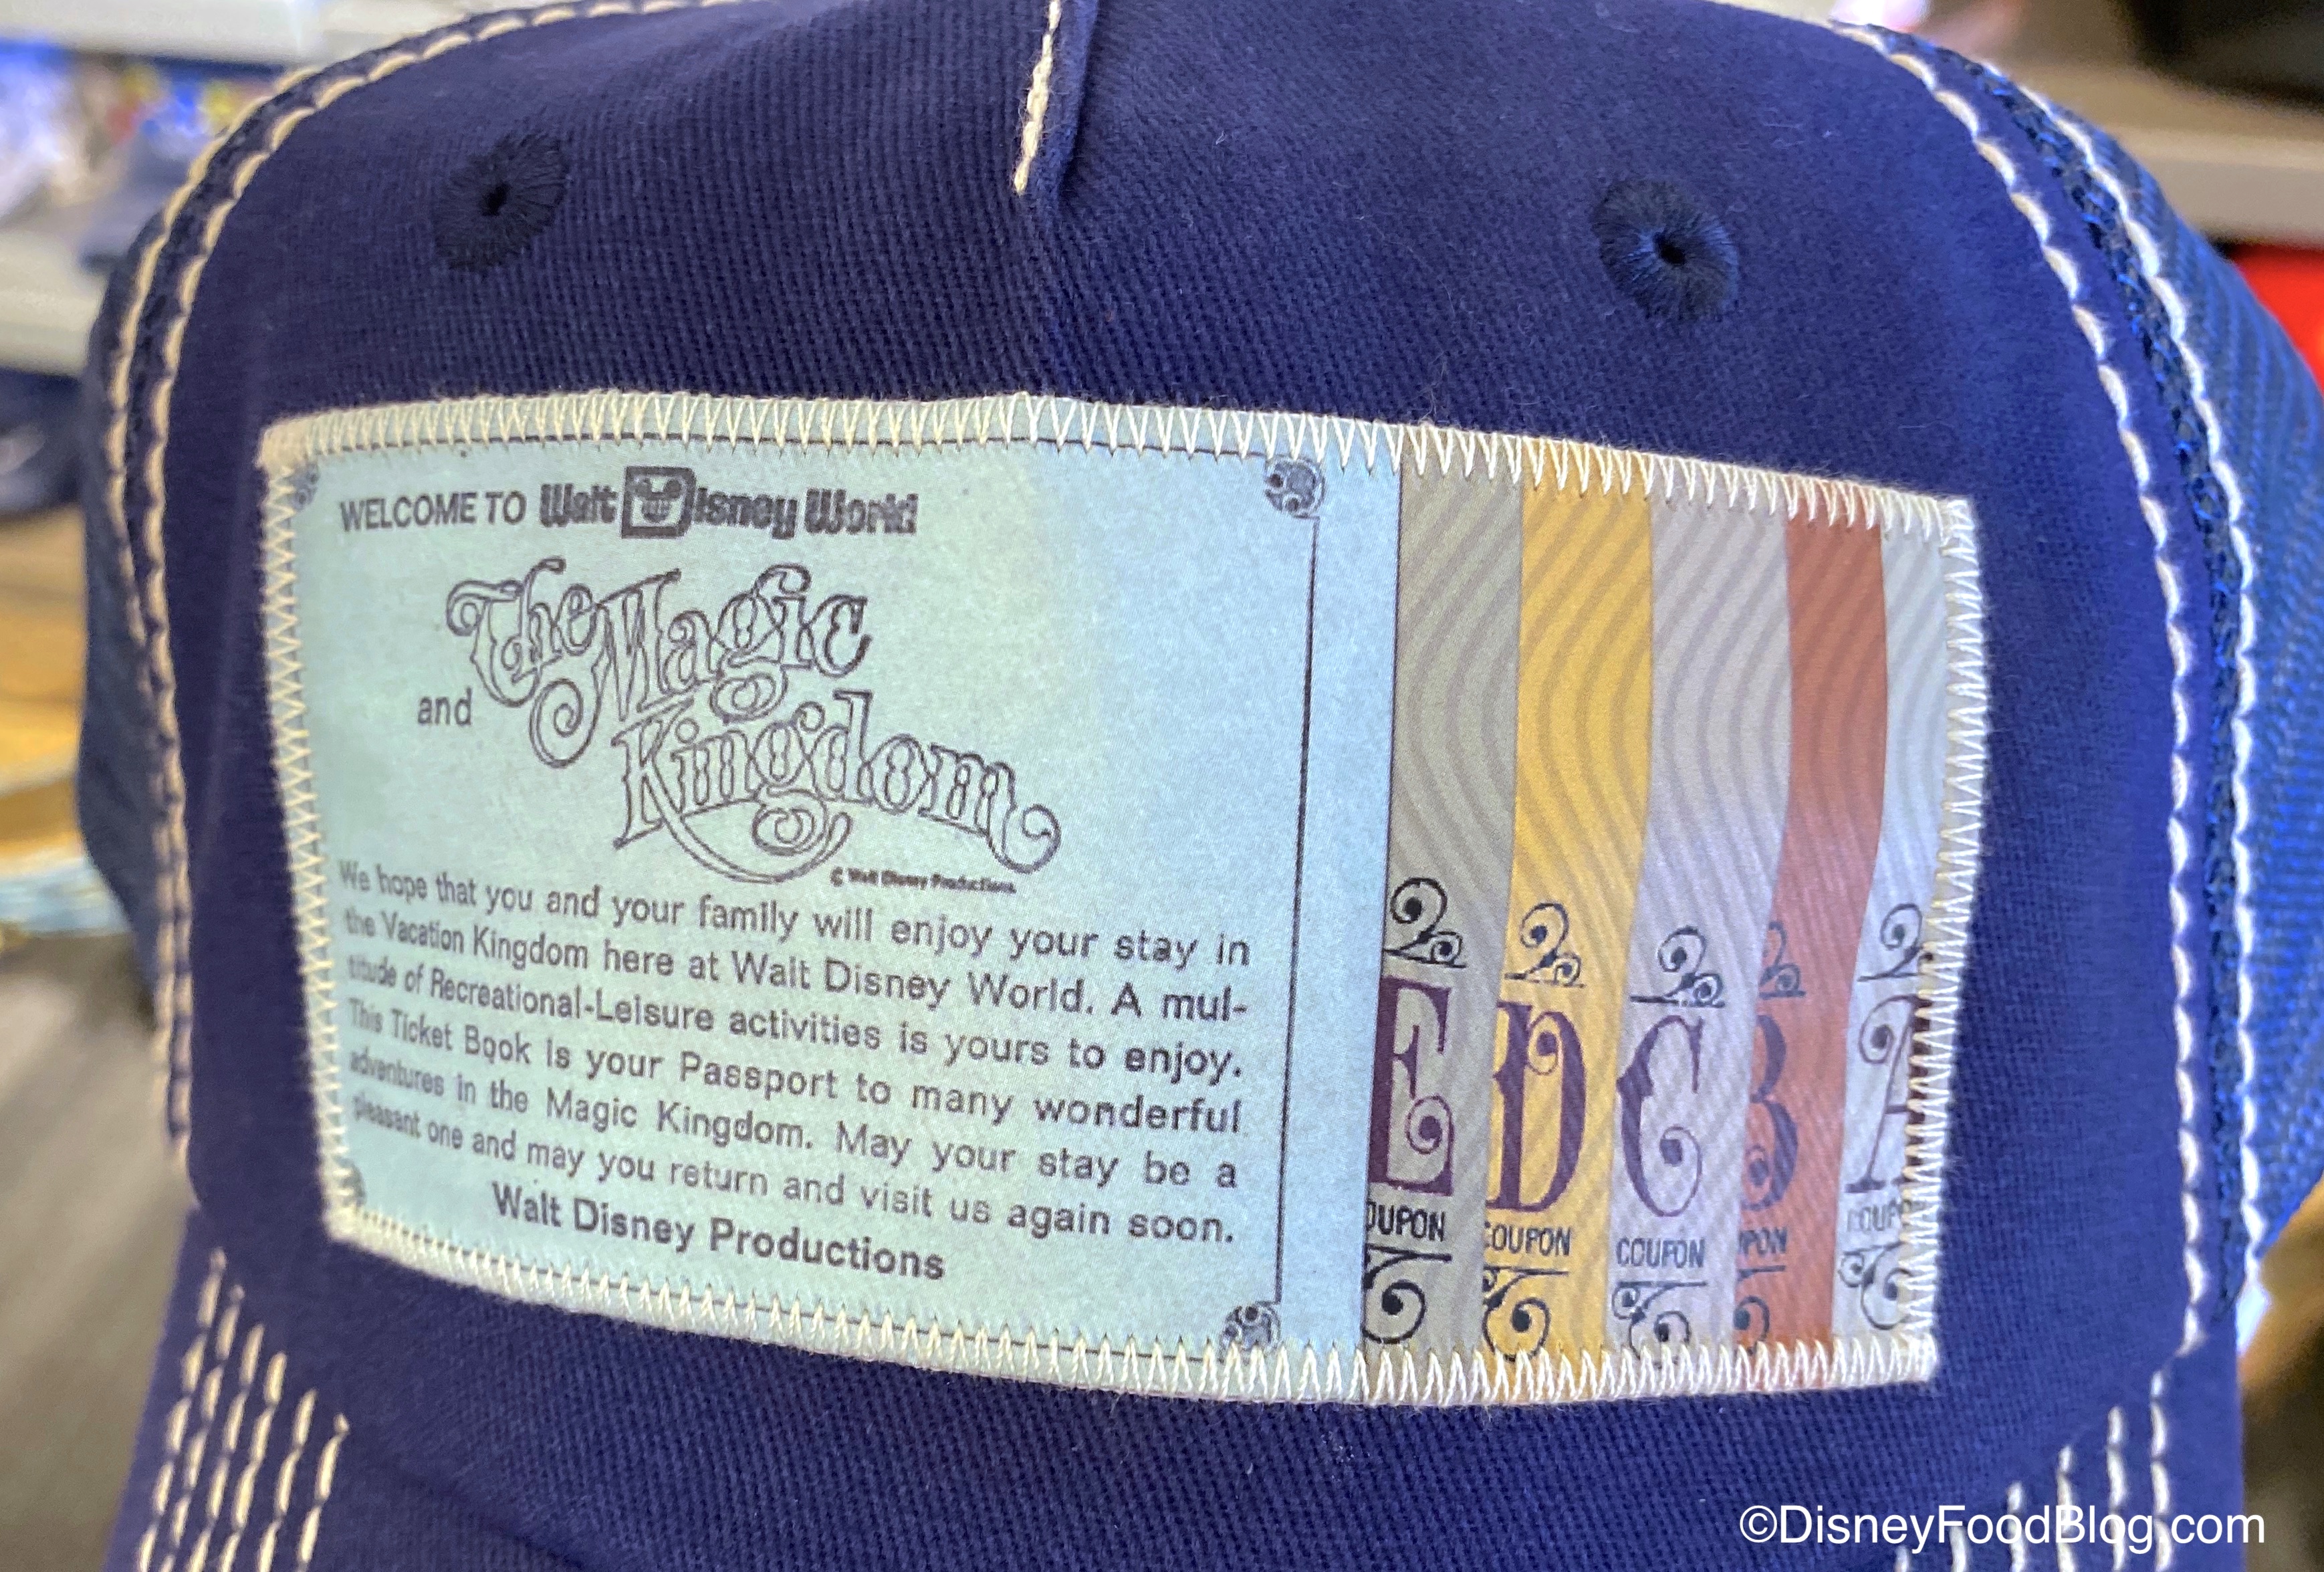 WELCOME TO Walt Disney World
and The Magic
Kingdom
© Walt Disney Productions
We hope that you and your family will enjoy your stay in
the Vacation Kingdom here at Walt Disney World. A mul-
titude of Recreational-Leisure activities is yours to enjoy.
This Ticket Book is your Passport to many wonderful
adventures in the Magic Kingdom. May your stay be a
pleasant one and may you return and visit us again soon.
Walt Disney Productions
E D C B A
OUPON COUPON COUPON UPON COUP
©DisneyFoodBlog.com